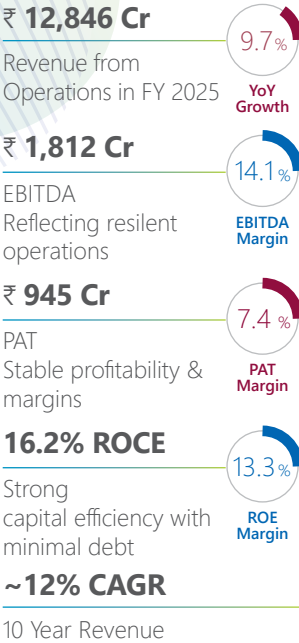 ₹ 12,846 Cr
9.7%
Revenue from
Operations in FY 2025
YoY
Growth
₹ 1,812 Cr
14.1%
EBITDA
Reflecting resilent
operations
EBITDA
Margin
₹ 945 Cr
7.4 %
PAT
Stable profitability &
margins
PAT
Margin
16.2% ROCE
13.3%
Strong
capital efficiency with
minimal debt
ROE
Margin
~12% CAGR
10 Year Revenue